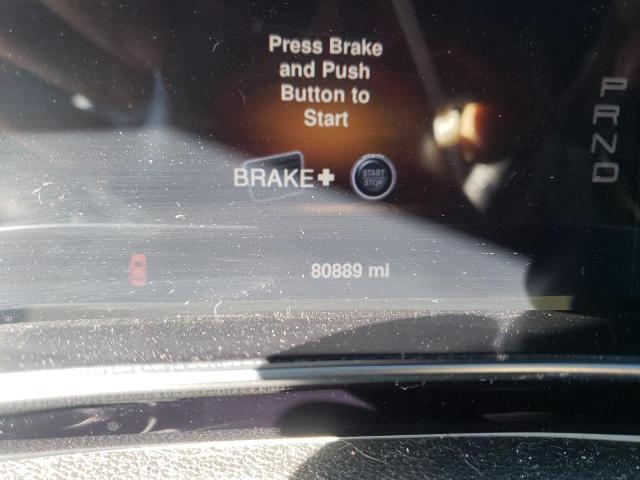 Press Brake
and Push
Button to
Start
BRAKE+
START
STOP
80889 mi
P
R
N
D